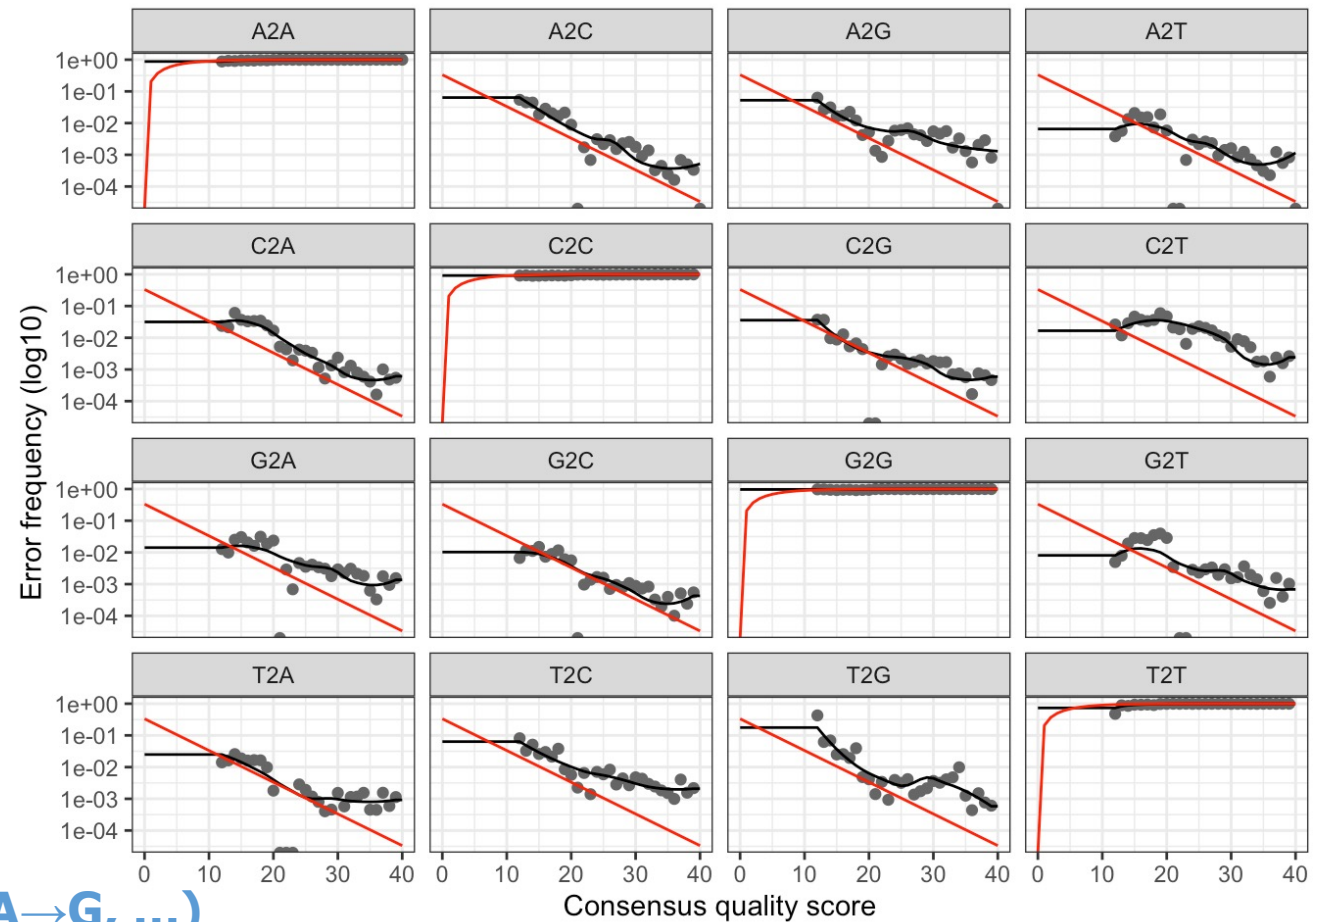 A2A A2C A2G A2T
1e+00
1e-01
1e-02
1e-03
1e-04
C2A C2C C2G C2T
1e+00
1e-01
1e-02
1e-03
1e-04
Error frequency (log10)
G2A G2C G2G G2T
1e+00
1e-01
1e-02
1e-03
1e-04
T2A T2C T2G T2T
1e+00
1e-01
1e-02
1e-03
1e-04
0 10 20 30 40 0 10 20 30 40 0 10 20 30 40 0 10 20 30 40
Consensus quality score
A→G, ...)